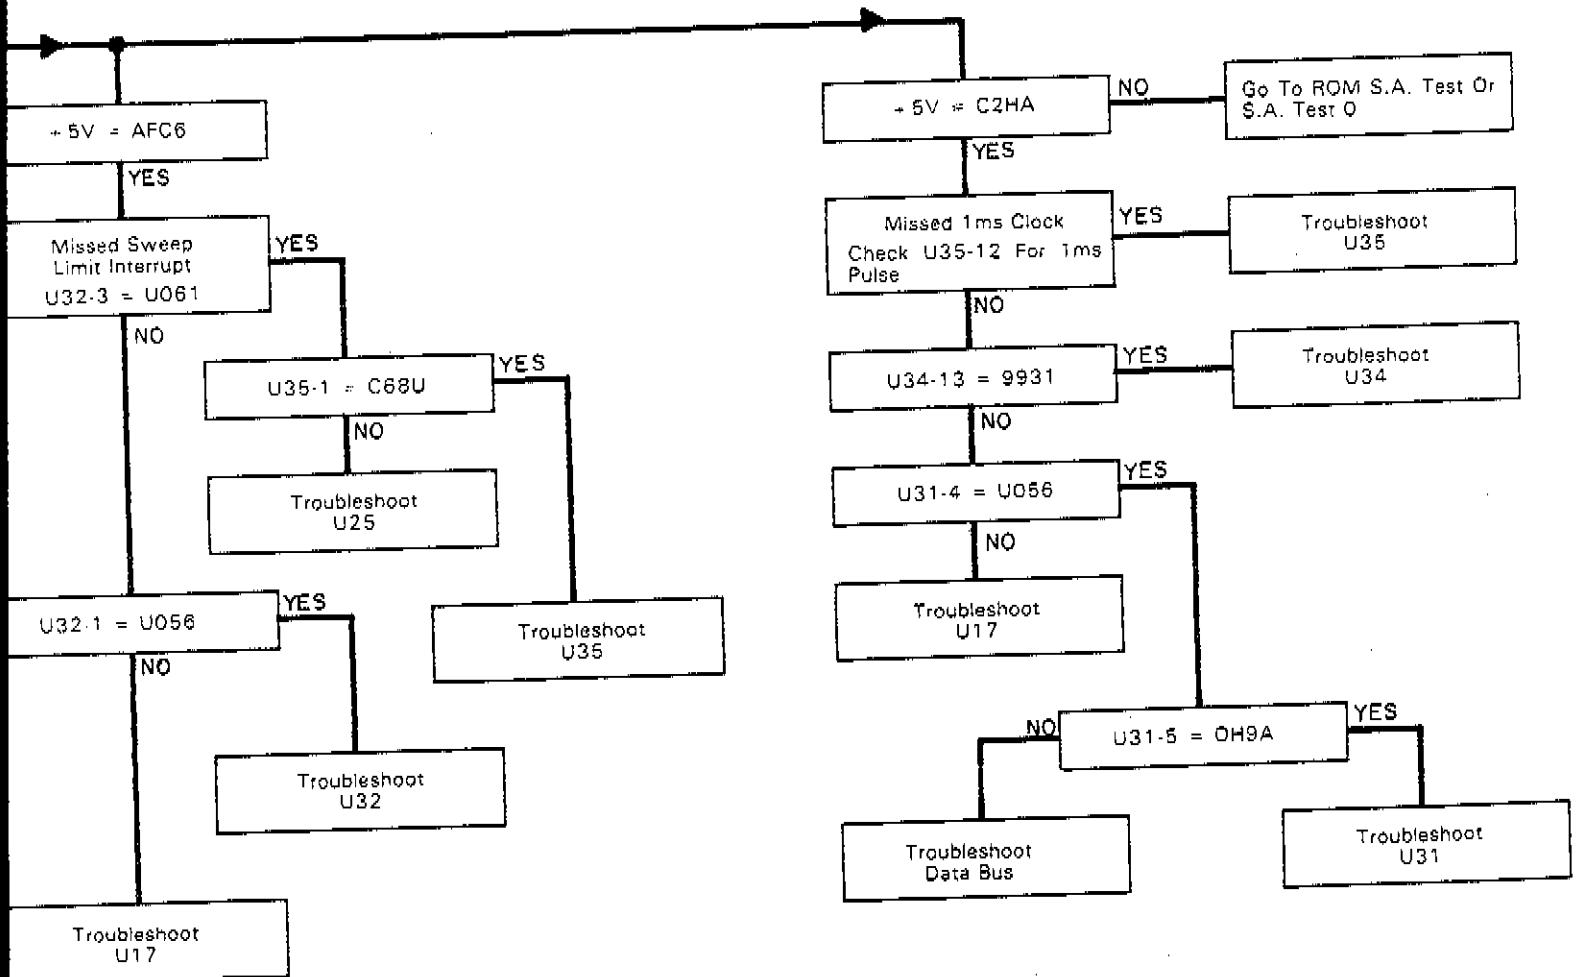 + 5V = AFC6
YES
Missed Sweep
Limit Interrupt
U32-3 = U061
YES
NO
U35-1 = C68U
YES
NO
Troubleshoot
U25
Troubleshoot
U35
U32-1 = U056
YES
NO
Troubleshoot
U32
Troubleshoot
U17
+ 5V = C2HA
NO
Go To ROM S.A. Test Or
S.A. Test 0
YES
Missed 1ms Clock
Check U35-12 For 1ms
Pulse
YES
Troubleshoot
U35
NO
U34-13 = 9931
YES
Troubleshoot
U34
NO
U31-4 = U056
YES
NO
Troubleshoot
U17
U31-5 = 0H9A
NO
YES
Troubleshoot
Data Bus
Troubleshoot
U31